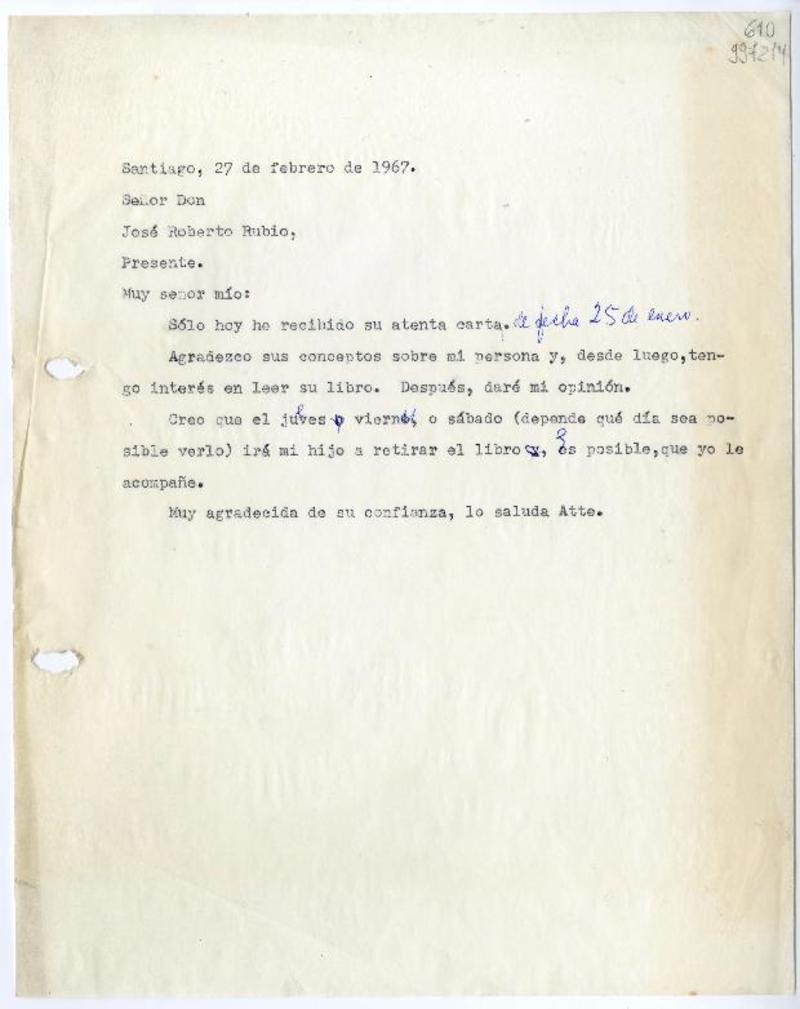 610
997214
Santiago, 27 de febrero de 1967.
Señor Don
José Roberto Rubio,
Presente.
Muy señor mío:
Sólo hoy he recibido su atenta carta. de fecha 25 de enero.
Agradezco sus conceptos sobre mi persona y, desde luego,ten-
go interés en leer su libro. Después, daré mi opinión.
Creo que el jueves o viernes, o sábado (depende qué día sea po-
sible verlo) irá mi hijo a retirar el libro y, es posible,que yo le
acompañe.
Muy agradecida de su confianza, lo saluda Atte.